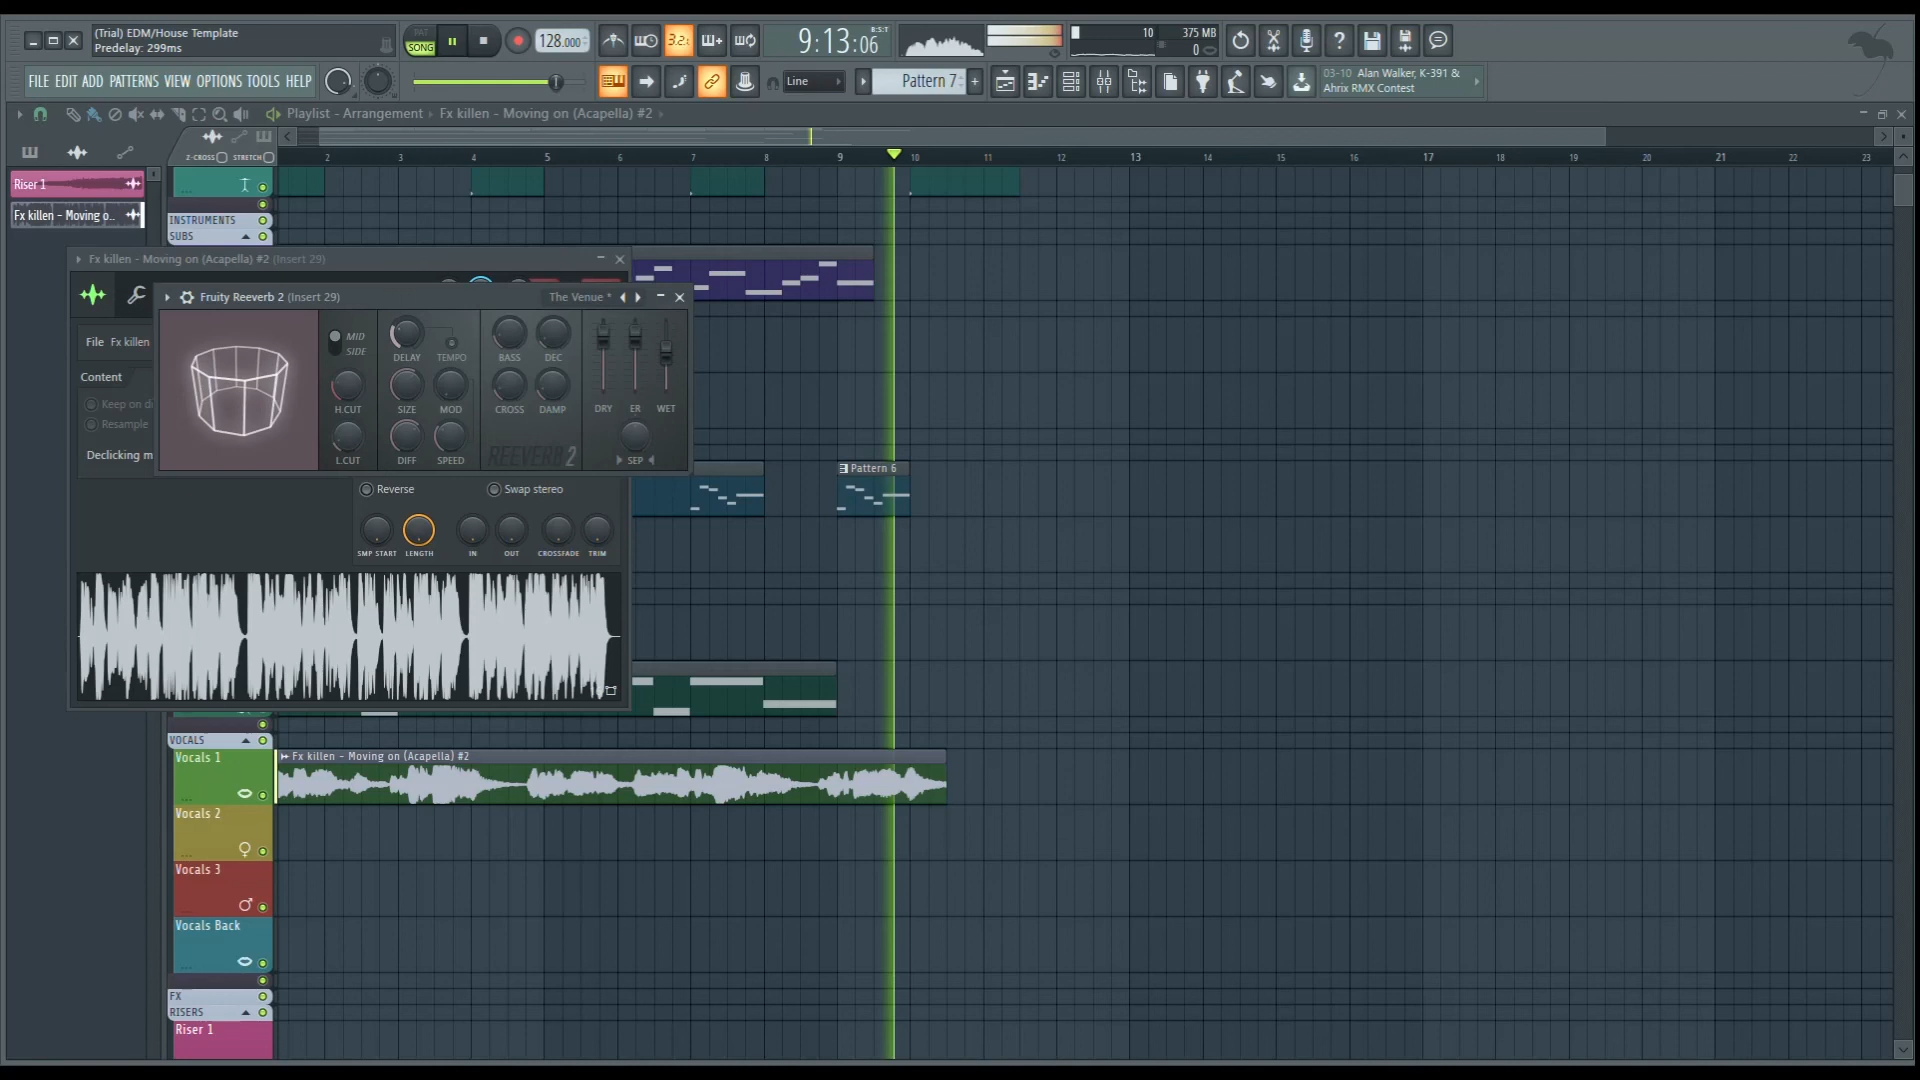 (Trial) EDM/House Template
Predelay: 299ms
PAT
SONG
128.000
3.2.
9:13:06
B:S:T
10
375 MB
0
FILE EDIT ADD PATTERNS VIEW OPTIONS TOOLS HELP
Line
Pattern 7
03-10 Alan Walker, K-391 &
Ahrix RMX Contest
Playlist - Arrangement › Fx killen - Moving on (Acapella) #2
Z-CROSS
STRETCH
2 3 4 5 6 7 8 9 10 11 12 13 14 15 16 17 18 19 20 21 22 23
Riser 1
Fx killen - Moving o..
INSTRUMENTS
SUBS
Fx killen - Moving on (Acapella) #2 (Insert 29)
Fruity Reeverb 2 (Insert 29)
The Venue *
File Fx killen
Content
Keep on di
Resample
Declicking m
MID
SIDE
DELAY
TEMPO
BASS
DEC
H.CUT
SIZE
MOD
CROSS
DAMP
DRY
ER
WET
L.CUT
DIFF
SPEED
REEVERB 2
SEP
Reverse
Swap stereo
SMP START
LENGTH
IN
OUT
CROSSFADE
TRIM
Pattern 6
VOCALS
Vocals 1
Fx killen - Moving on (Acapella) #2
Vocals 2
Vocals 3
Vocals Back
FX
RISERS
Riser 1